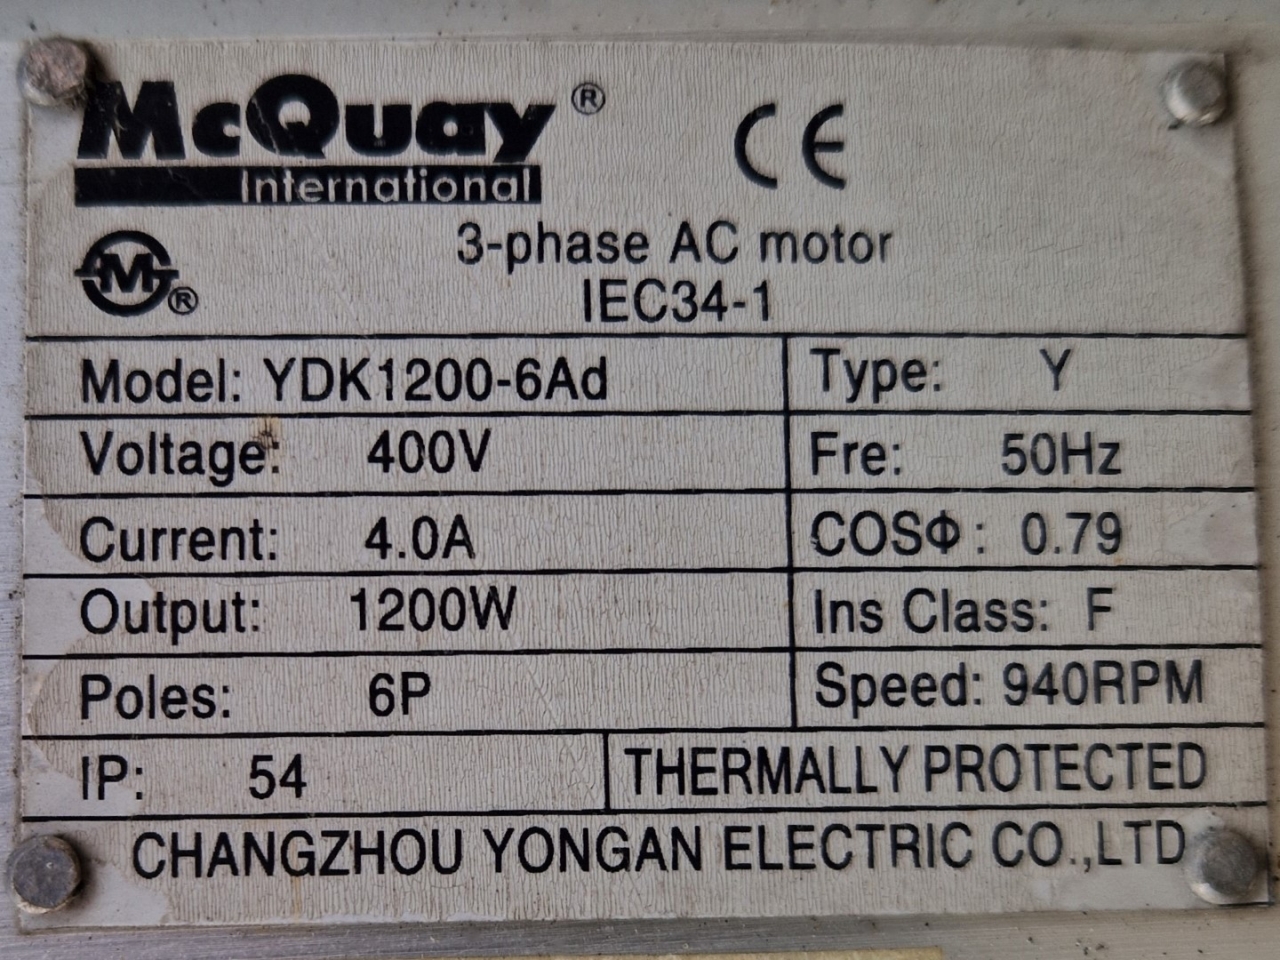 McQuay ®
International
CE
M ®
3-phase AC motor
IEC34-1
Model: YDK1200-6Ad Type: Y
Voltage: 400V Fre: 50Hz
Current: 4.0A COSΦ: 0.79
Output: 1200W Ins Class: F
Poles: 6P Speed: 940RPM
IP: 54 THERMALLY PROTECTED
CHANGZHOU YONGAN ELECTRIC CO.,LTD